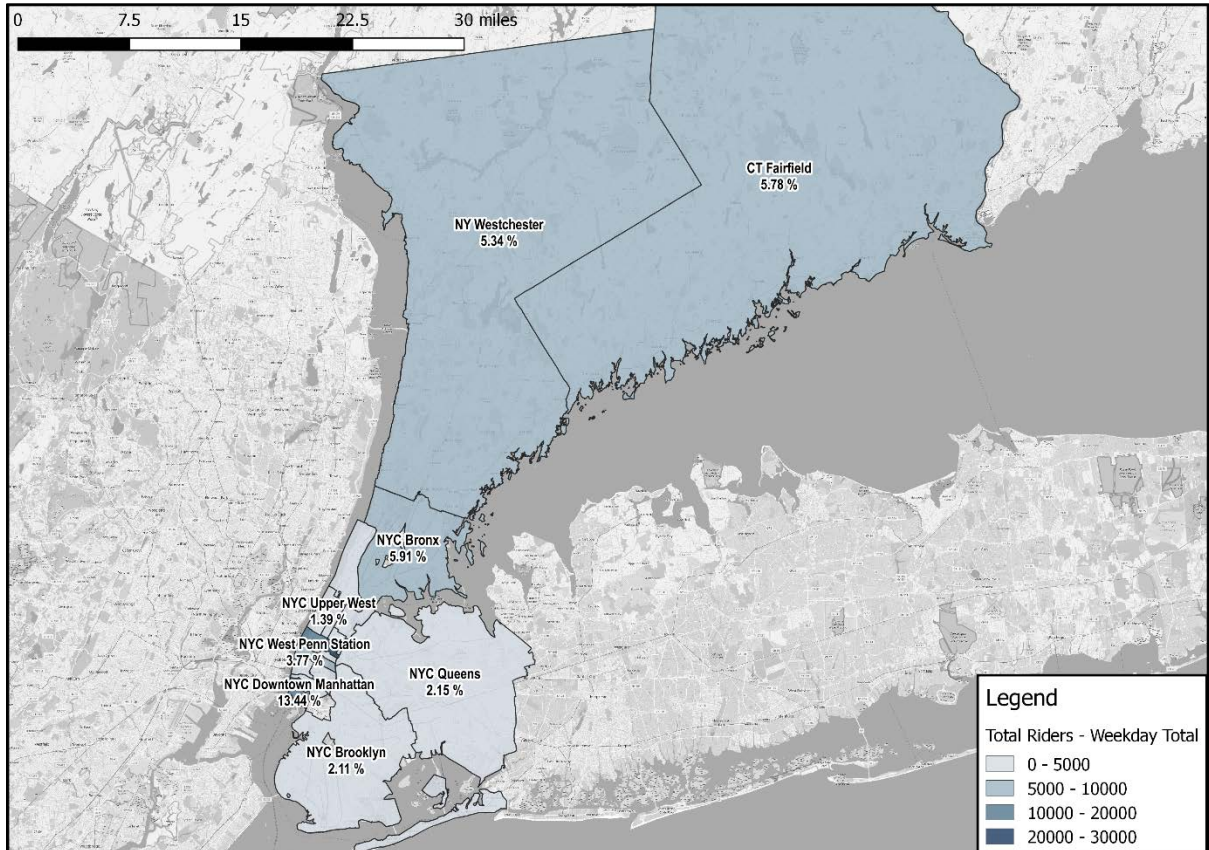 0 7.5 15 22.5 30 miles
CT Fairfield
5.78 %
NY Westchester
5.34 %
NYC Bronx
5.91 %
NYC Upper West
1.39 %
NYC West Penn Station
3.77 %
NYC Queens
2.15 %
NYC Downtown Manhattan
13.44 %
NYC Brooklyn
2.11 %
Legend
Total Riders - Weekday Total
0 - 5000
5000 - 10000
10000 - 20000
20000 - 30000